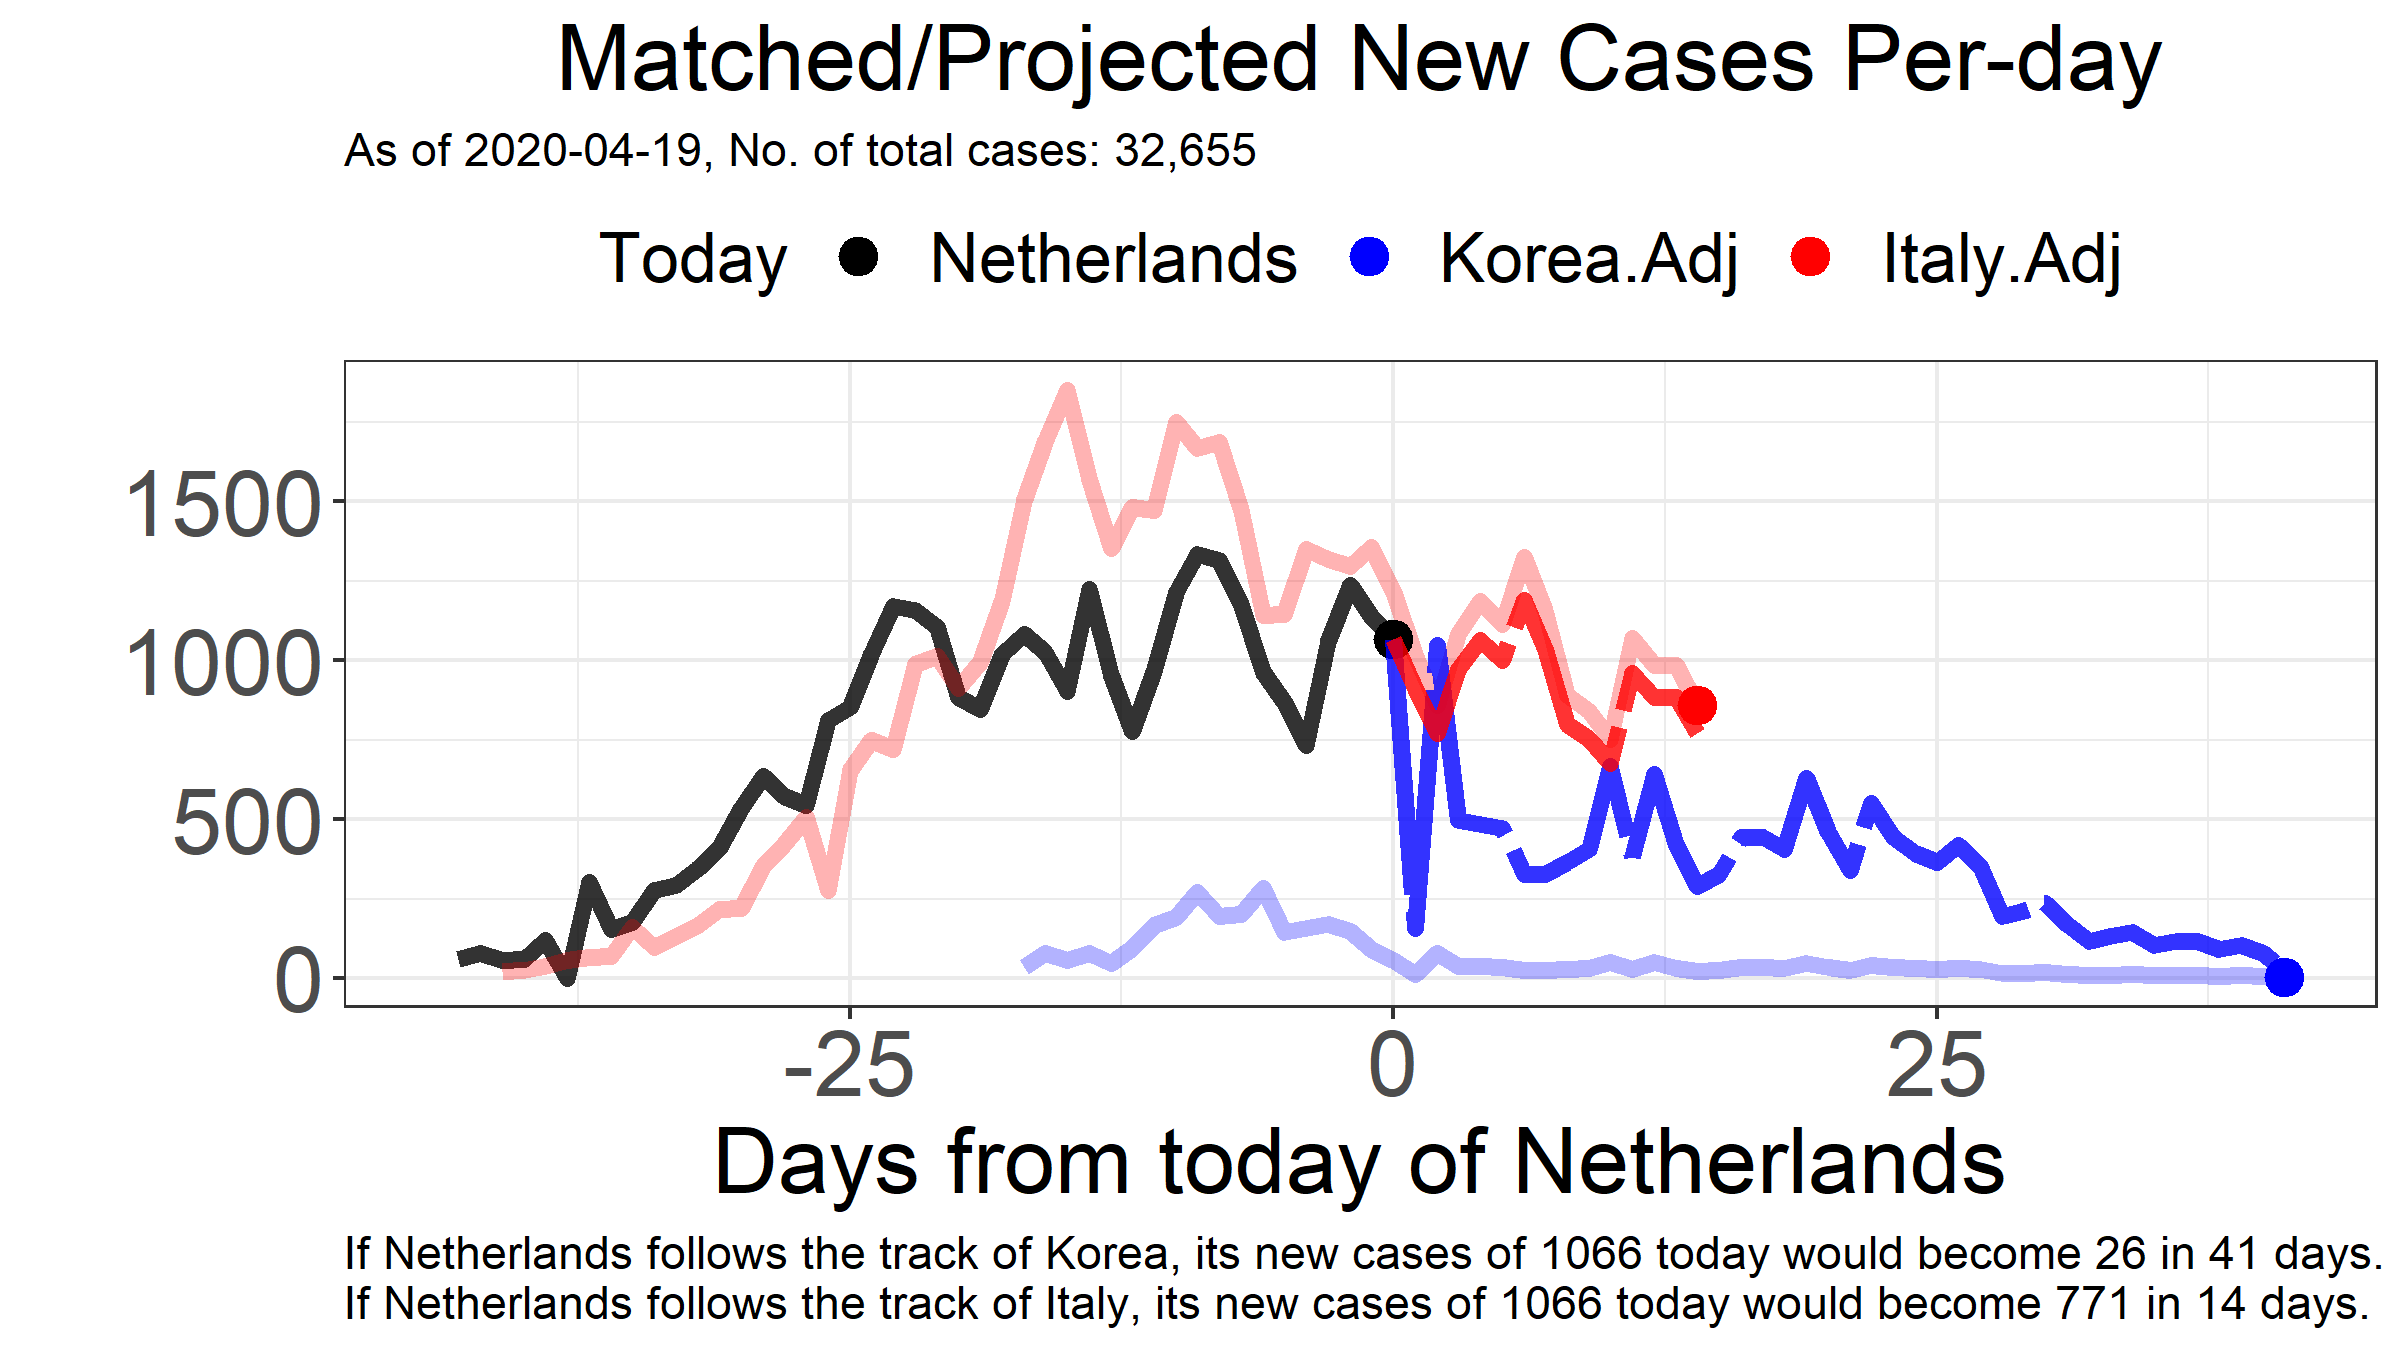 Matched/Projected New Cases Per-day
As of 2020-04-19, No. of total cases: 32,655
Today Netherlands Korea.Adj Italy.Adj
1500
1000
500
0
-25 0 25
Days from today of Netherlands
If Netherlands follows the track of Korea, its new cases of 1066 today would become 26 in 41 days.
If Netherlands follows the track of Italy, its new cases of 1066 today would become 771 in 14 days.